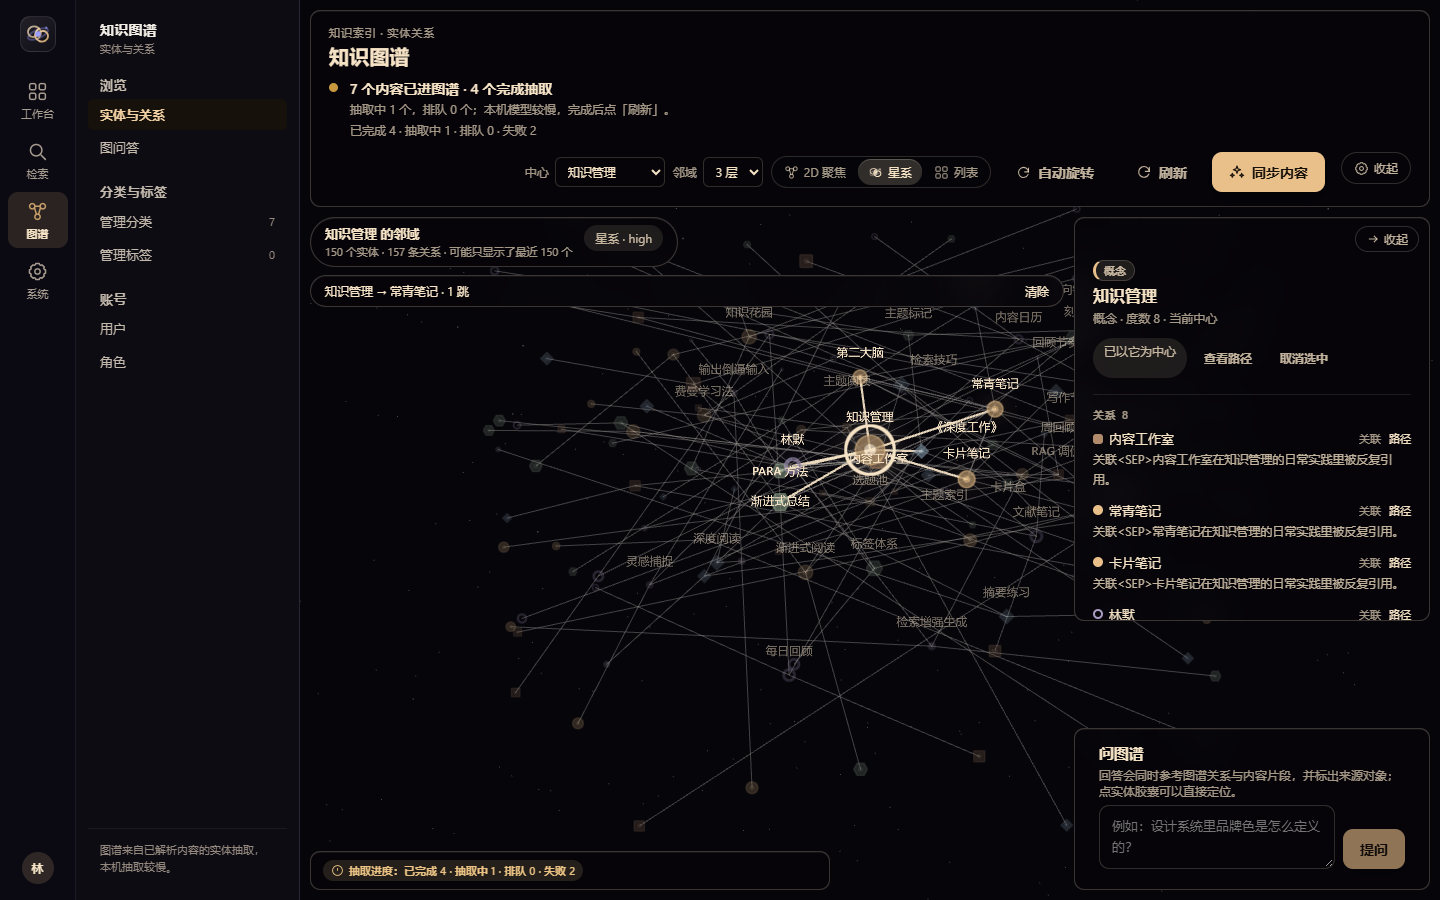 工作台
检索
图谱
系统
林
知识图谱
实体与关系
浏览
实体与关系
图问答
分类与标签
管理分类 7
管理标签 0
账号
用户
角色
图谱来自已解析内容的实体抽取，
本机抽取较慢。
知识索引 · 实体关系
知识图谱
7 个内容已进图谱 · 4 个完成抽取
抽取中 1 个，排队 0 个；本机模型较慢，完成后点「刷新」。
已完成 4 · 抽取中 1 · 排队 0 · 失败 2
中心 知识管理 邻域 3 层 2D 聚焦 星系 列表 自动旋转 刷新 同步内容 收起
知识管理 的邻域
150 个实体 · 157 条关系 · 可能只显示了最近 150 个
星系 · high
知识管理 → 常青笔记 · 1 跳 清除
知识花园
主题标记
内容日历
第二大脑
检索技巧
输出倒逼输入
主题阅读
费曼学习法
常青笔记
知识管理
《深度工作》
林默
内容工作室
卡片笔记
RAG 调
PARA 方法
选题池
主题索引
卡片盒
渐进式总结
文献笔记
深度阅读
渐进式阅读
标签体系
灵感捕捉
摘要练习
检索增强生成
每日回顾
抽取进度：已完成 4 · 抽取中 1 · 排队 0 · 失败 2
→ 收起
概念
知识管理
概念 · 度数 8 · 当前中心
已以它为中心 查看路径 取消选中
关系 8
内容工作室 关联 路径
关联<SEP>内容工作室在知识管理的日常实践里被反复引
用。
常青笔记 关联 路径
关联<SEP>常青笔记在知识管理的日常实践里被反复引用。
卡片笔记 关联 路径
关联<SEP>卡片笔记在知识管理的日常实践里被反复引用。
林默 关联 路径
问图谱
回答会同时参考图谱关系与内容片段，并标出来源对象；
点实体胶囊可以直接定位。
例如：设计系统里品牌色是怎么定义
的？
提问